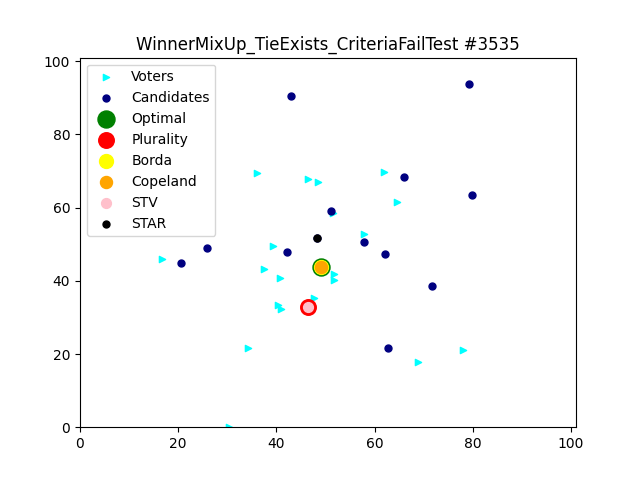 WinnerMixUp_TieExists_CriteriaFailTest #3535
100
80
60
40
20
0
Voters
Candidates
Optimal
Plurality
Borda
Copeland
STV
STAR
0 20 40 60 80 100